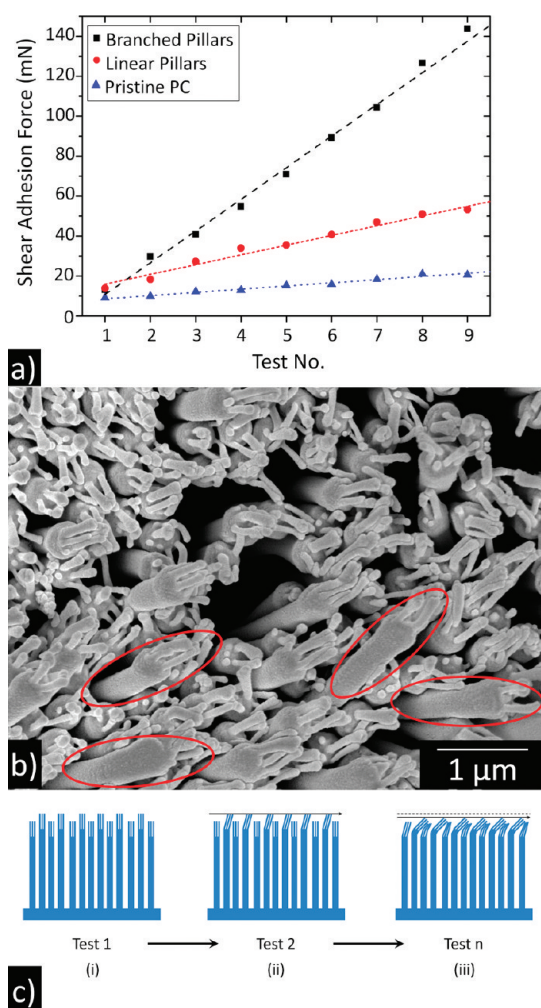 Shear Adhesion Force (mN)
140
120
100
80
60
40
20
0
Branched Pillars
Linear Pillars
Pristine PC
1 2 3 4 5 6 7 8 9
Test No.
a)
b)
1 μm
Test 1 Test 2 Test n
(i) (ii) (iii)
c)